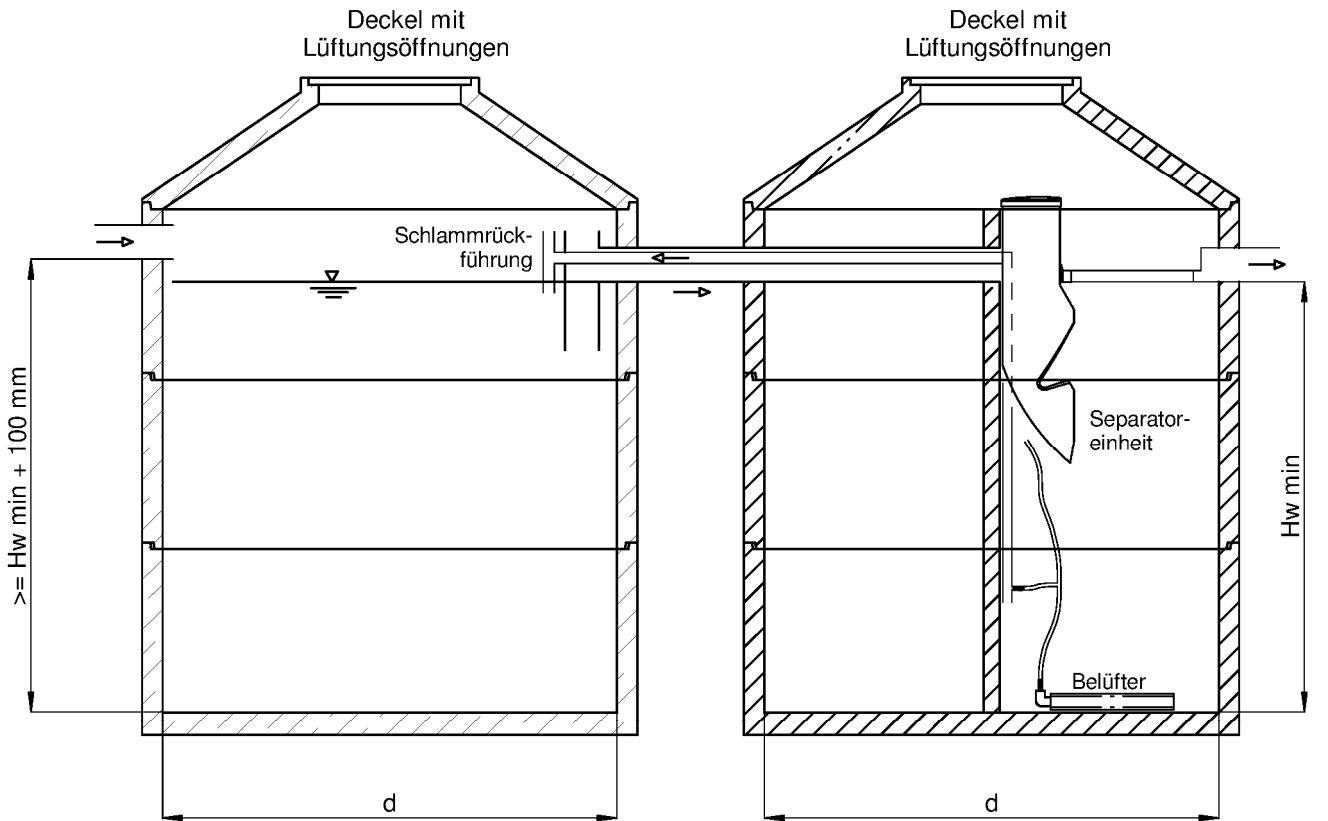 Deckel mit
Lüftungsöffnungen
Deckel mit
Lüftungsöffnungen
Schlammrück-
führung
>= Hw min + 100 mm
Separator-
einheit
Hw min
Belüfter
d
d